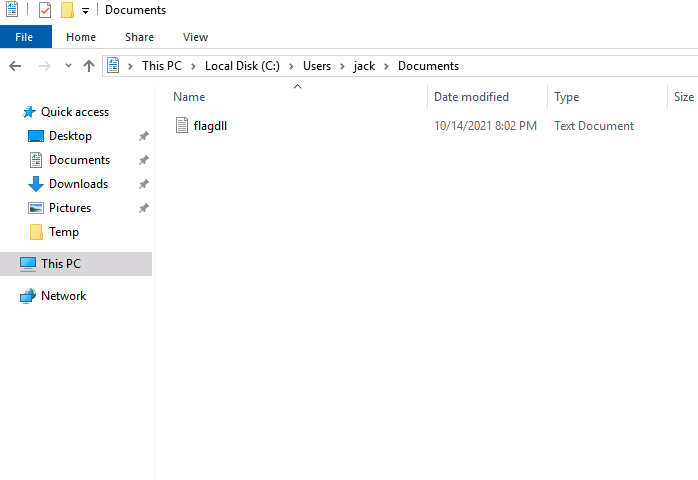 Documents
File Home Share View
This PC Local Disk (C:) Users jack Documents
Quick access
Desktop
Documents
Downloads
Pictures
Temp
This PC
Network
Name Date modified Type Size
flagdll 10/14/2021 8:02 PM Text Document